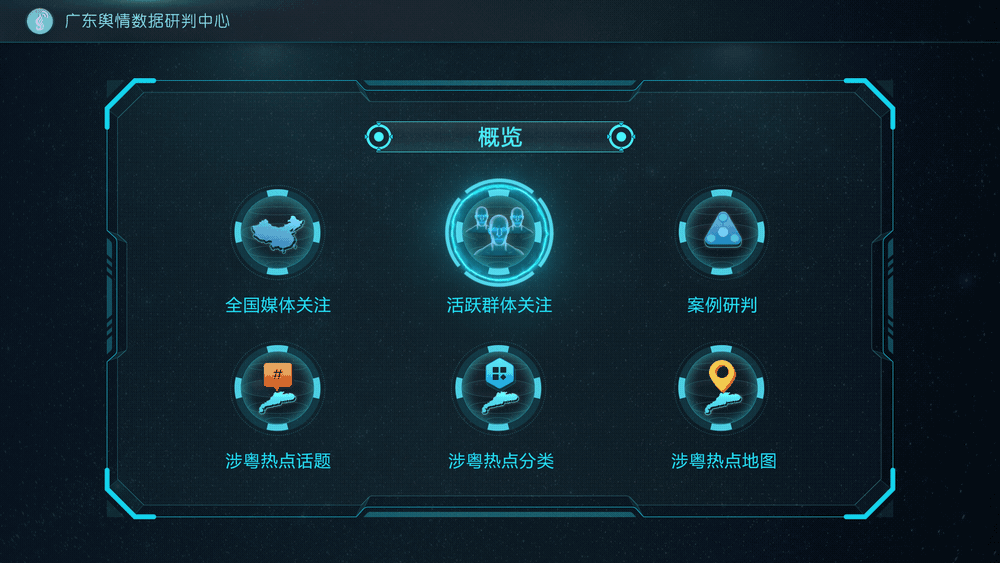 广东舆情数据研判中心
概览
全国媒体关注
活跃群体关注
案例研判
#
涉粤热点话题
涉粤热点分类
涉粤热点地图